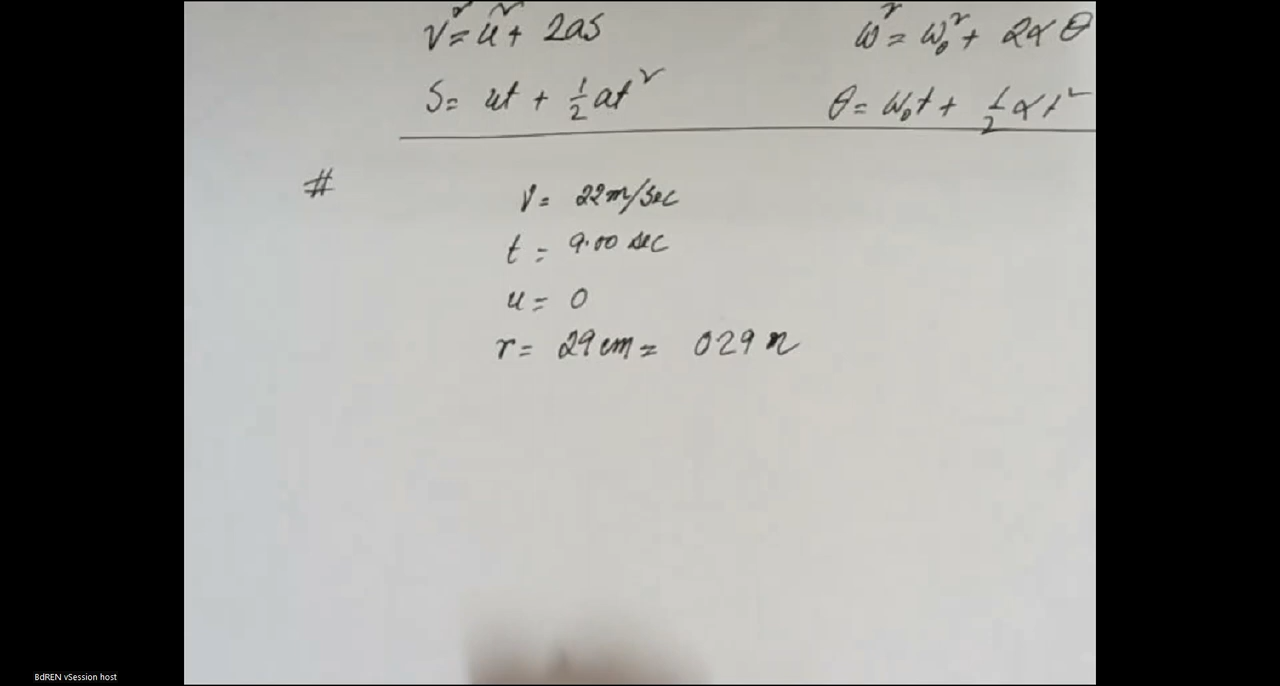 v² = u² + 2as
ω² = ω₀² + 2αθ
S = ut + ½at²
θ = ω₀t + ½αt²
#
V = 22 m/sec
t = 9.00 sec
u = 0
r = 29 cm = 029 m
BdREN vSession host